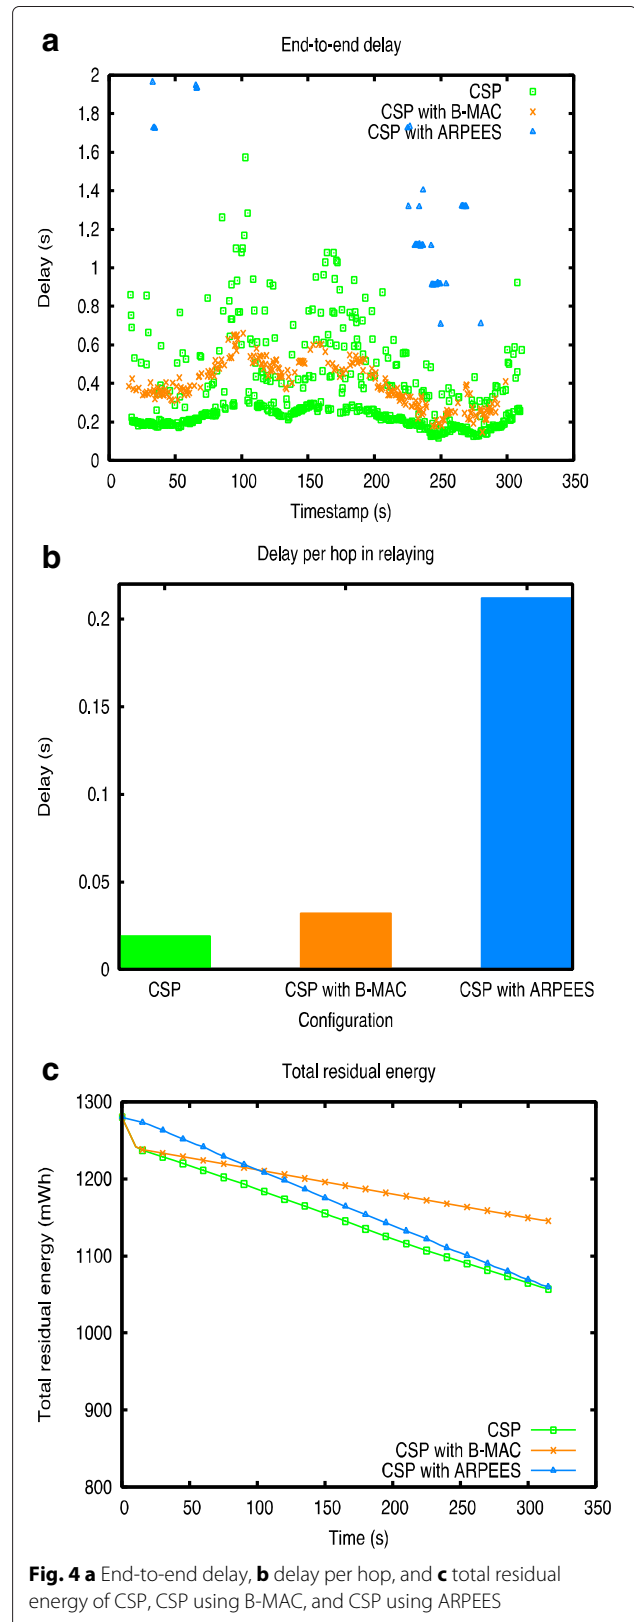 a
End-to-end delay
2
1.8
1.6
1.4
1.2
1
0.8
0.6
0.4
0.2
0
Delay (s)
CSP
CSP with B-MAC
CSP with ARPEES
0 50 100 150 200 250 300 350
Timestamp (s)
b
Delay per hop in relaying
0.2
0.15
0.1
0.05
0
Delay (s)
CSP CSP with B-MAC CSP with ARPEES
Configuration
c
Total residual energy
1300
1200
1100
1000
900
800
Total residual energy (mWh)
CSP
CSP with B-MAC
CSP with ARPEES
0 50 100 150 200 250 300 350
Time (s)
Fig. 4 a End-to-end delay, b delay per hop, and c total residual
energy of CSP, CSP using B-MAC, and CSP using ARPEES